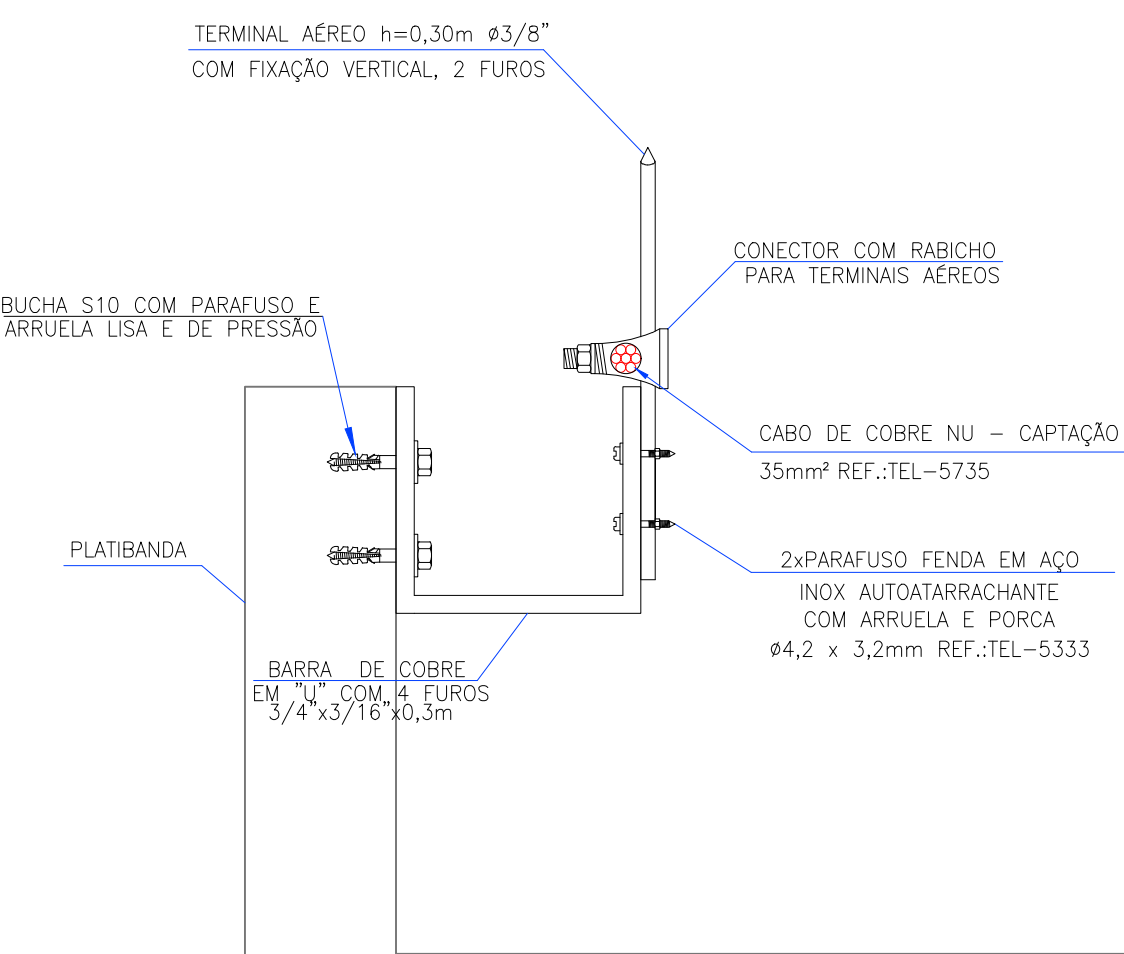 TERMINAL AÉREO h=0,30m ø3/8"
COM FIXAÇÃO VERTICAL, 2 FUROS
CONECTOR COM RABICHO
PARA TERMINAIS AÉREOS
BUCHA S10 COM PARAFUSO E
ARRUELA LISA E DE PRESSÃO
CABO DE COBRE NU – CAPTAÇÃO
35mm² REF.:TEL–5735
PLATIBANDA
2xPARAFUSO FENDA EM AÇO
INOX AUTOATARRACHANTE
COM ARRUELA E PORCA
ø4,2 x 3,2mm REF.:TEL–5333
BARRA DE COBRE
EM "U" COM 4 FUROS
3/4"x3/16"x0,3m